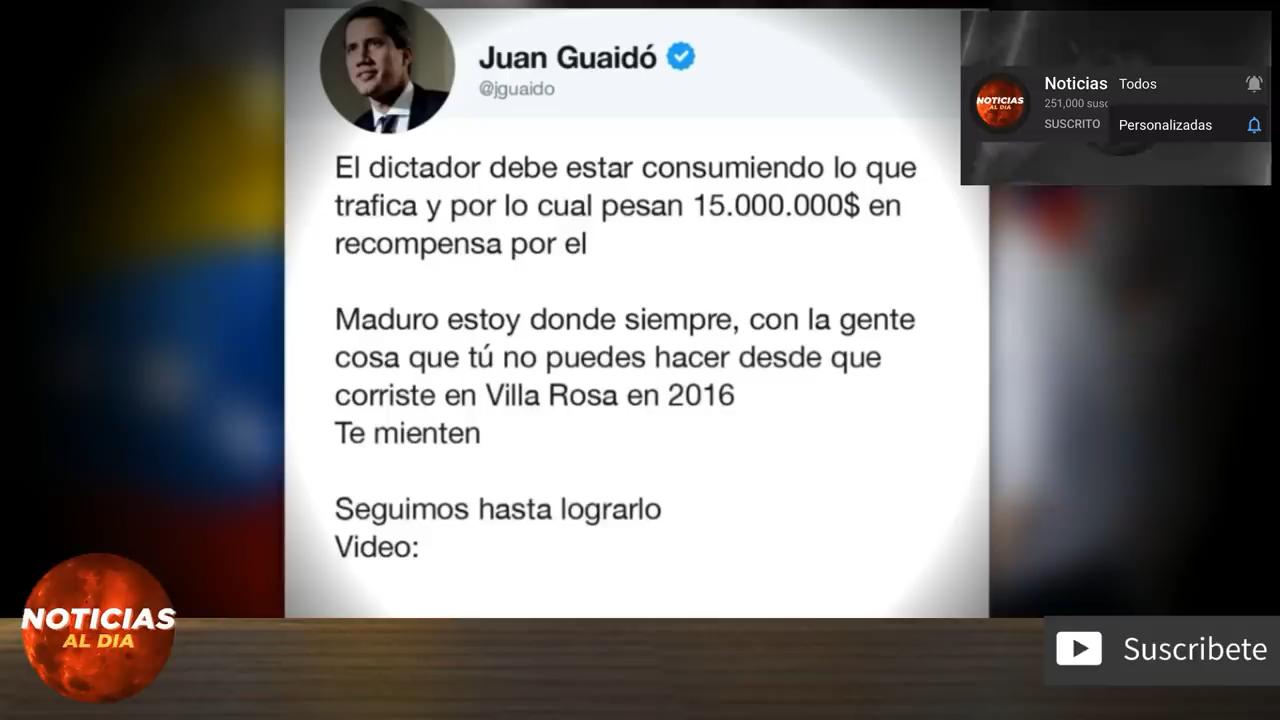 Juan Guaidó
@jguaido
El dictador debe estar consumiendo lo que
trafica y por lo cual pesan 15.000.000$ en
recompensa por el
Maduro estoy donde siempre, con la gente
cosa que tú no puedes hacer desde que
corriste en Villa Rosa en 2016
Te mienten
Seguimos hasta lograrlo
Video:
NOTICIAS
AL DIA
Noticias
251,000 susc
SUSCRITO
Todos
Personalizadas
NOTICIAS
AL DIA
Suscribete